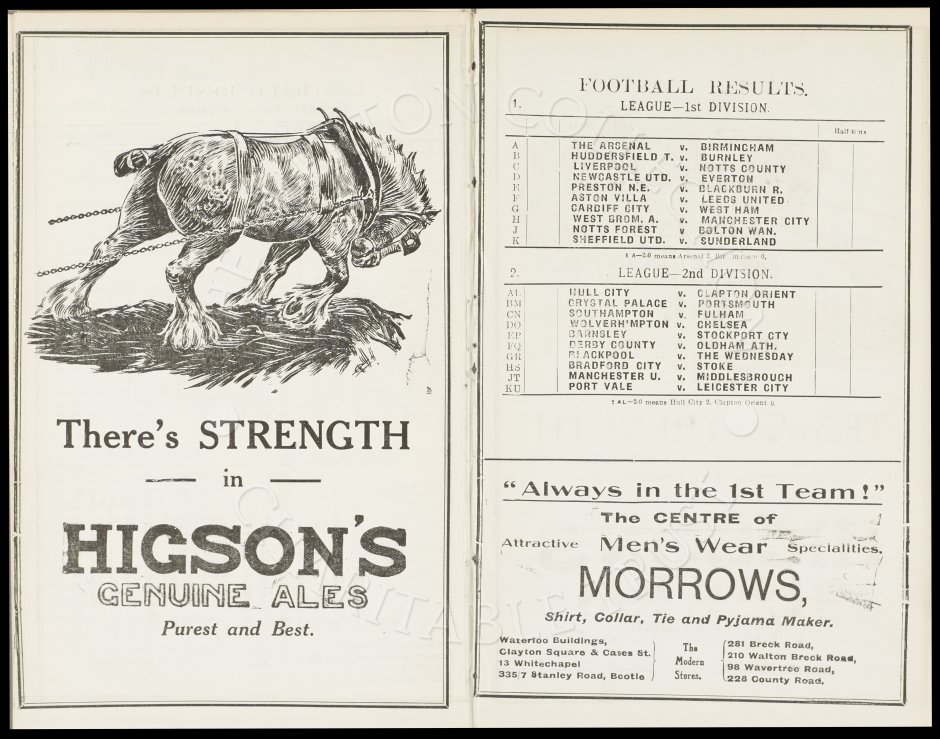 There's STRENGTH
in
HIGSON'S
GENUINE ALES
Purest and Best.
FOOTBALL RESULTS.
1. LEAGUE—1st DIVISION.
Half time
A THE ARSENAL v. BIRMINGHAM
B HUDDERSFIELD T. v. BURNLEY
C LIVERPOOL v. NOTTS COUNTY
D NEWCASTLE UTD. v. EVERTON
E PRESTON N.E. v. BLACKBURN R.
F ASTON VILLA v. LEEDS UNITED
G CARDIFF CITY v. WEST HAM
H WEST BROM. A. v. MANCHESTER CITY
J NOTTS FOREST v. BOLTON WAN.
K SHEFFIELD UTD. v. SUNDERLAND
1 A—2-0 means Arsenal 2, Birmingham 0.
2. LEAGUE—2nd DIVISION.
AL HULL CITY v. CLAPTON ORIENT
BM CRYSTAL PALACE v. PORTSMOUTH
CN SOUTHAMPTON v. FULHAM
DO WOLVERH'MPTON v. CHELSEA
EP BARNSLEY v. STOCKPORT CTY
FQ DERBY COUNTY v. OLDHAM ATH.
GR BLACKPOOL v. THE WEDNESDAY
HS BRADFORD CITY v. STOKE
JT MANCHESTER U. v. MIDDLESBROUGH
KU PORT VALE v. LEICESTER CITY
2 AL—2-0 means Hull City 2, Clapton Orient 0.
"Always in the 1st Team!"
The CENTRE of
Attractive Men's Wear Specialities.
MORROWS,
Shirt, Collar, Tie and Pyjama Maker.
Waterloo Buildings,
Clayton Square & Cases St.
13 Whitechapel
335/7 Stanley Road, Bootle
The
Modern
Stores.
281 Breck Road,
210 Walton Breck Road,
98 Wavertree Road,
228 County Road.